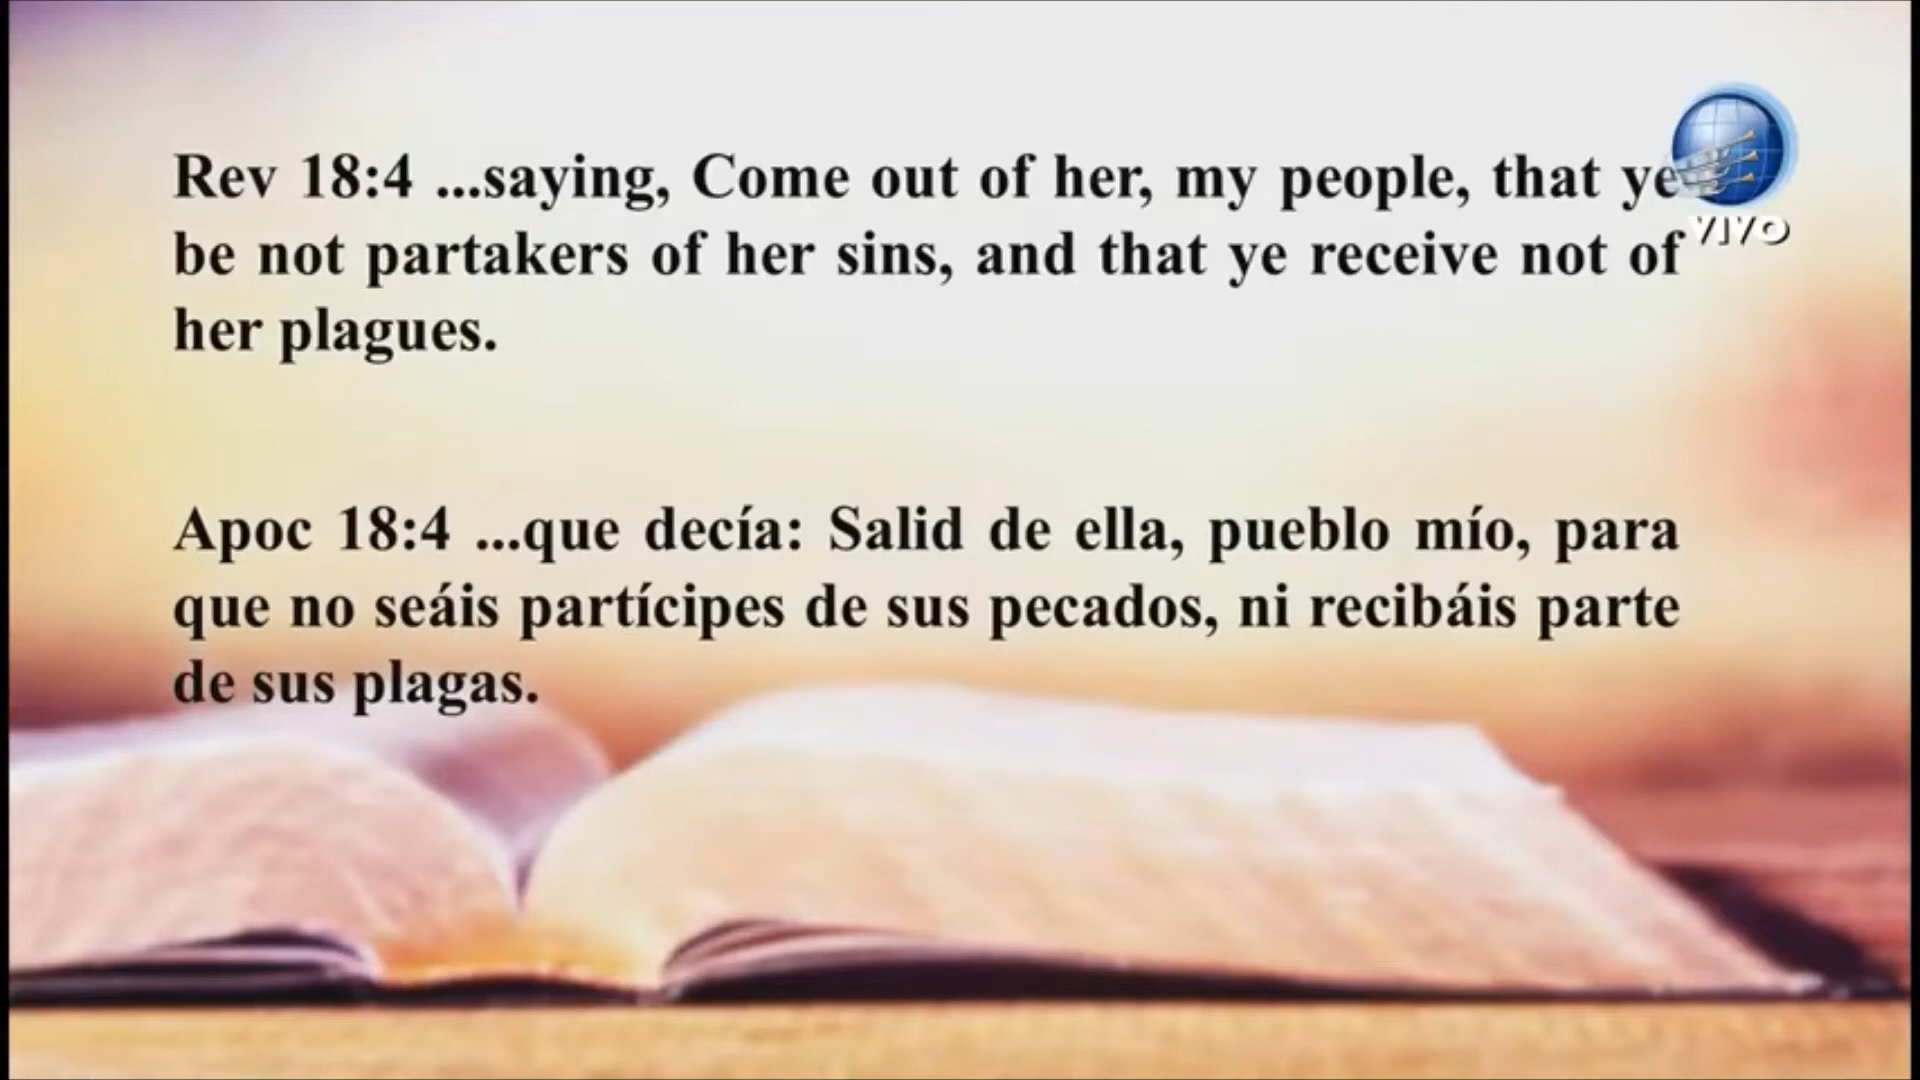 Rev 18:4 ...saying, Come out of her, my people, that ye
be not partakers of her sins, and that ye receive not of
her plagues.
Apoc 18:4 ...que decía: Salid de ella, pueblo mío, para
que no seáis partícipes de sus pecados, ni recibáis parte
de sus plagas.
VIVO